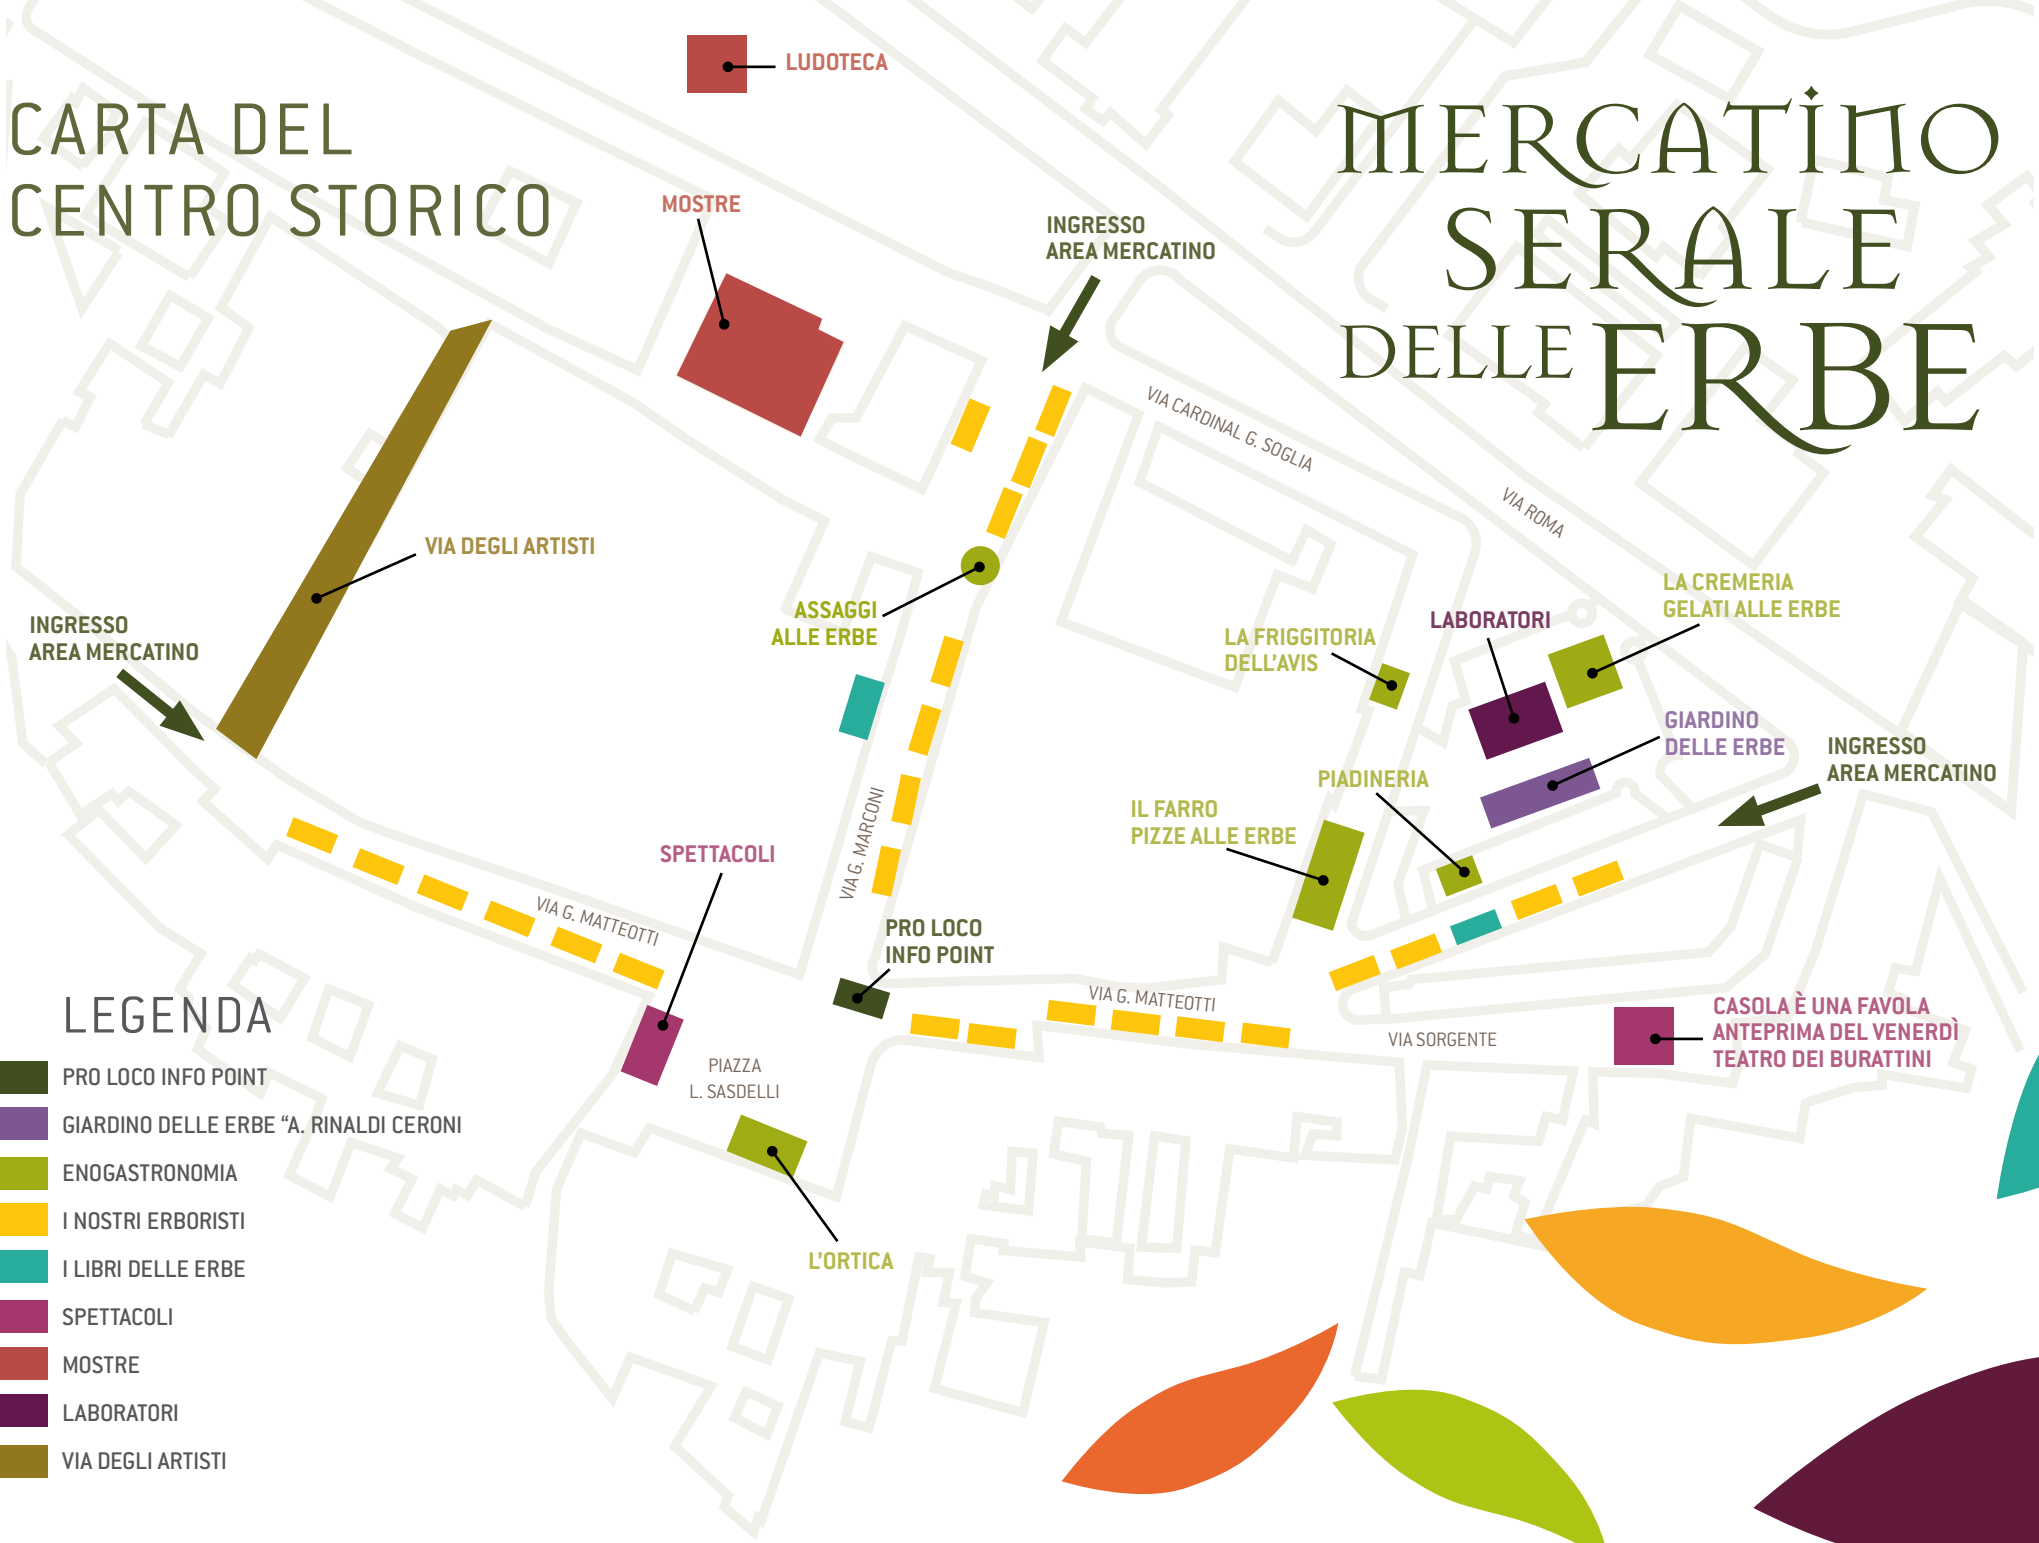 CARTA DEL
CENTRO STORICO
MERCATINO
SERALE
DELLE ERBE
LUDOTECA
MOSTRE
INGRESSO
AREA MERCATINO
VIA CARDINAL G. SOGLIA
VIA ROMA
VIA DEGLI ARTISTI
INGRESSO
AREA MERCATINO
ASSAGGI
ALLE ERBE
LA FRIGGITORIA
DELL'AVIS
LABORATORI
LA CREMERIA
GELATI ALLE ERBE
GIARDINO
DELLE ERBE
INGRESSO
AREA MERCATINO
PIADINERIA
IL FARRO
PIZZE ALLE ERBE
VIA G. MARCONI
SPETTACOLI
VIA G. MATTEOTTI
PRO LOCO
INFO POINT
VIA G. MATTEOTTI
VIA SORGENTE
CASOLA È UNA FAVOLA
ANTEPRIMA DEL VENERDÌ
TEATRO DEI BURATTINI
PIAZZA
L. SASDELLI
L'ORTICA
LEGENDA
PRO LOCO INFO POINT
GIARDINO DELLE ERBE “A. RINALDI CERONI
ENOGASTRONOMIA
I NOSTRI ERBORISTI
I LIBRI DELLE ERBE
SPETTACOLI
MOSTRE
LABORATORI
VIA DEGLI ARTISTI